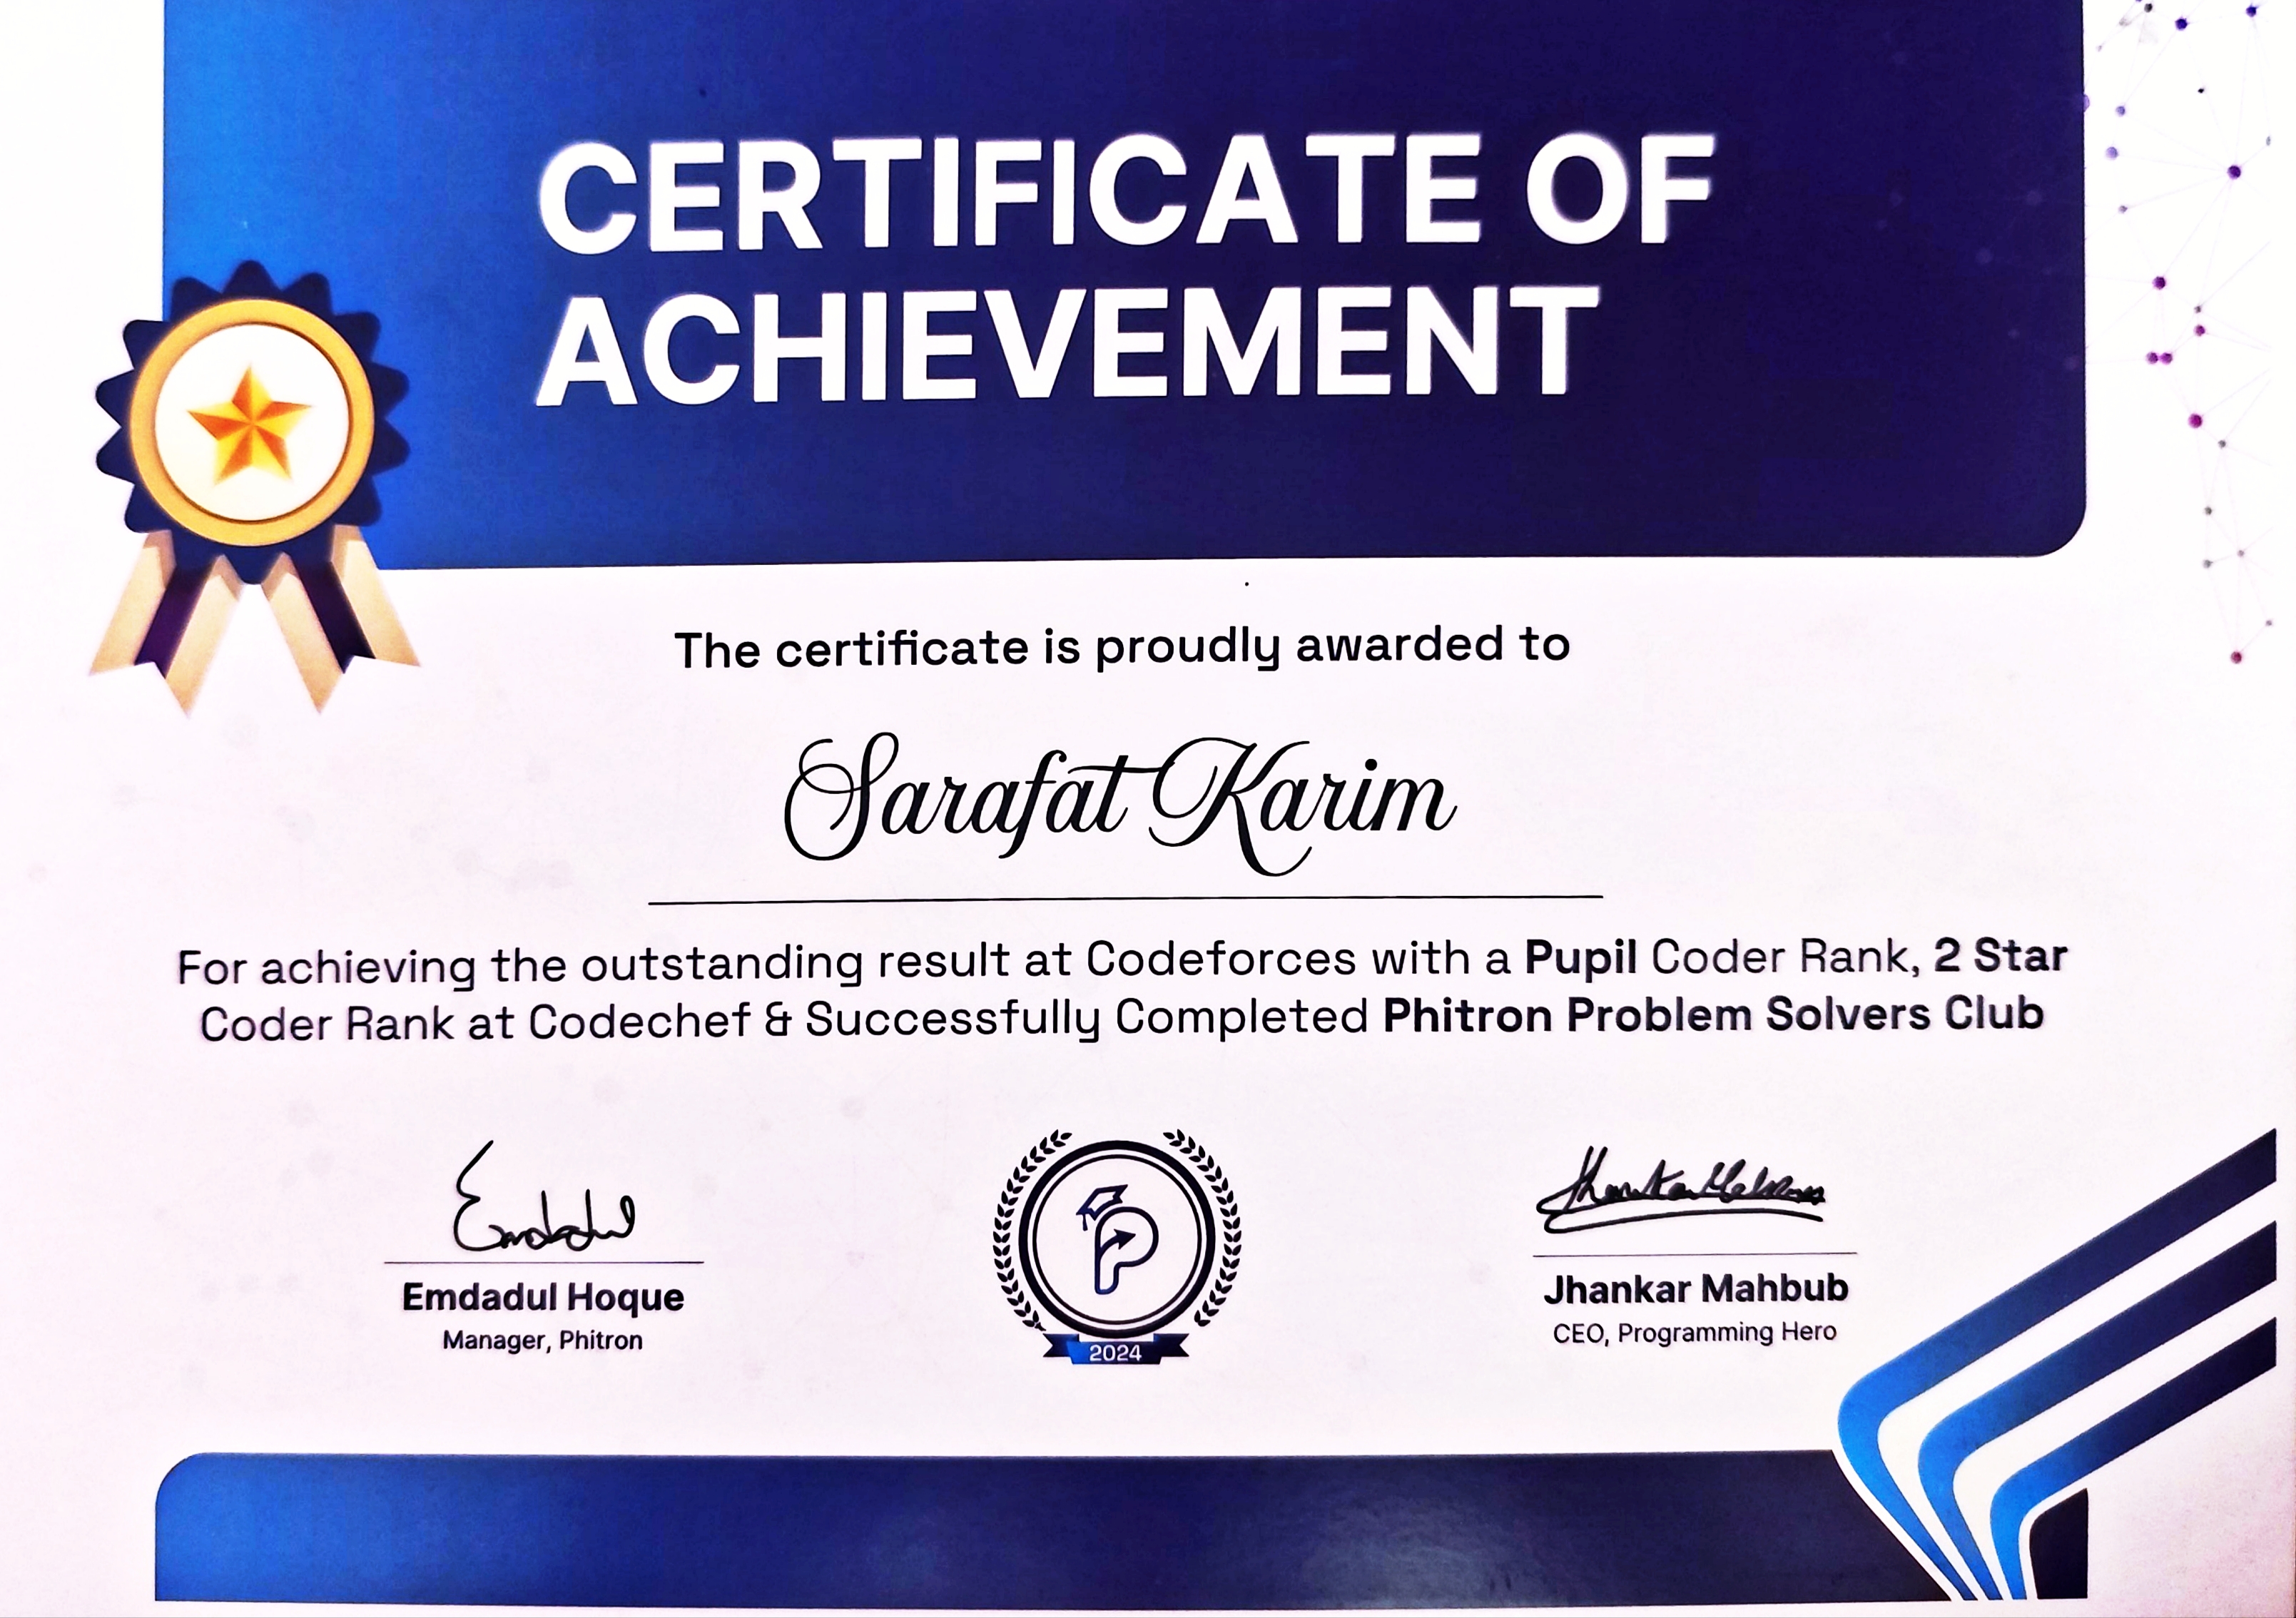 CERTIFICATE OF
ACHIEVEMENT
The certificate is proudly awarded to
Sarafat Karim
For achieving the outstanding result at Codeforces with a Pupil Coder Rank, 2 Star
Coder Rank at Codechef & Successfully Completed Phitron Problem Solvers Club
Emdadul
Emdadul Hoque
Manager, Phitron
P
2024
Jhankar Mahbub
Jhankar Mahbub
CEO, Programming Hero